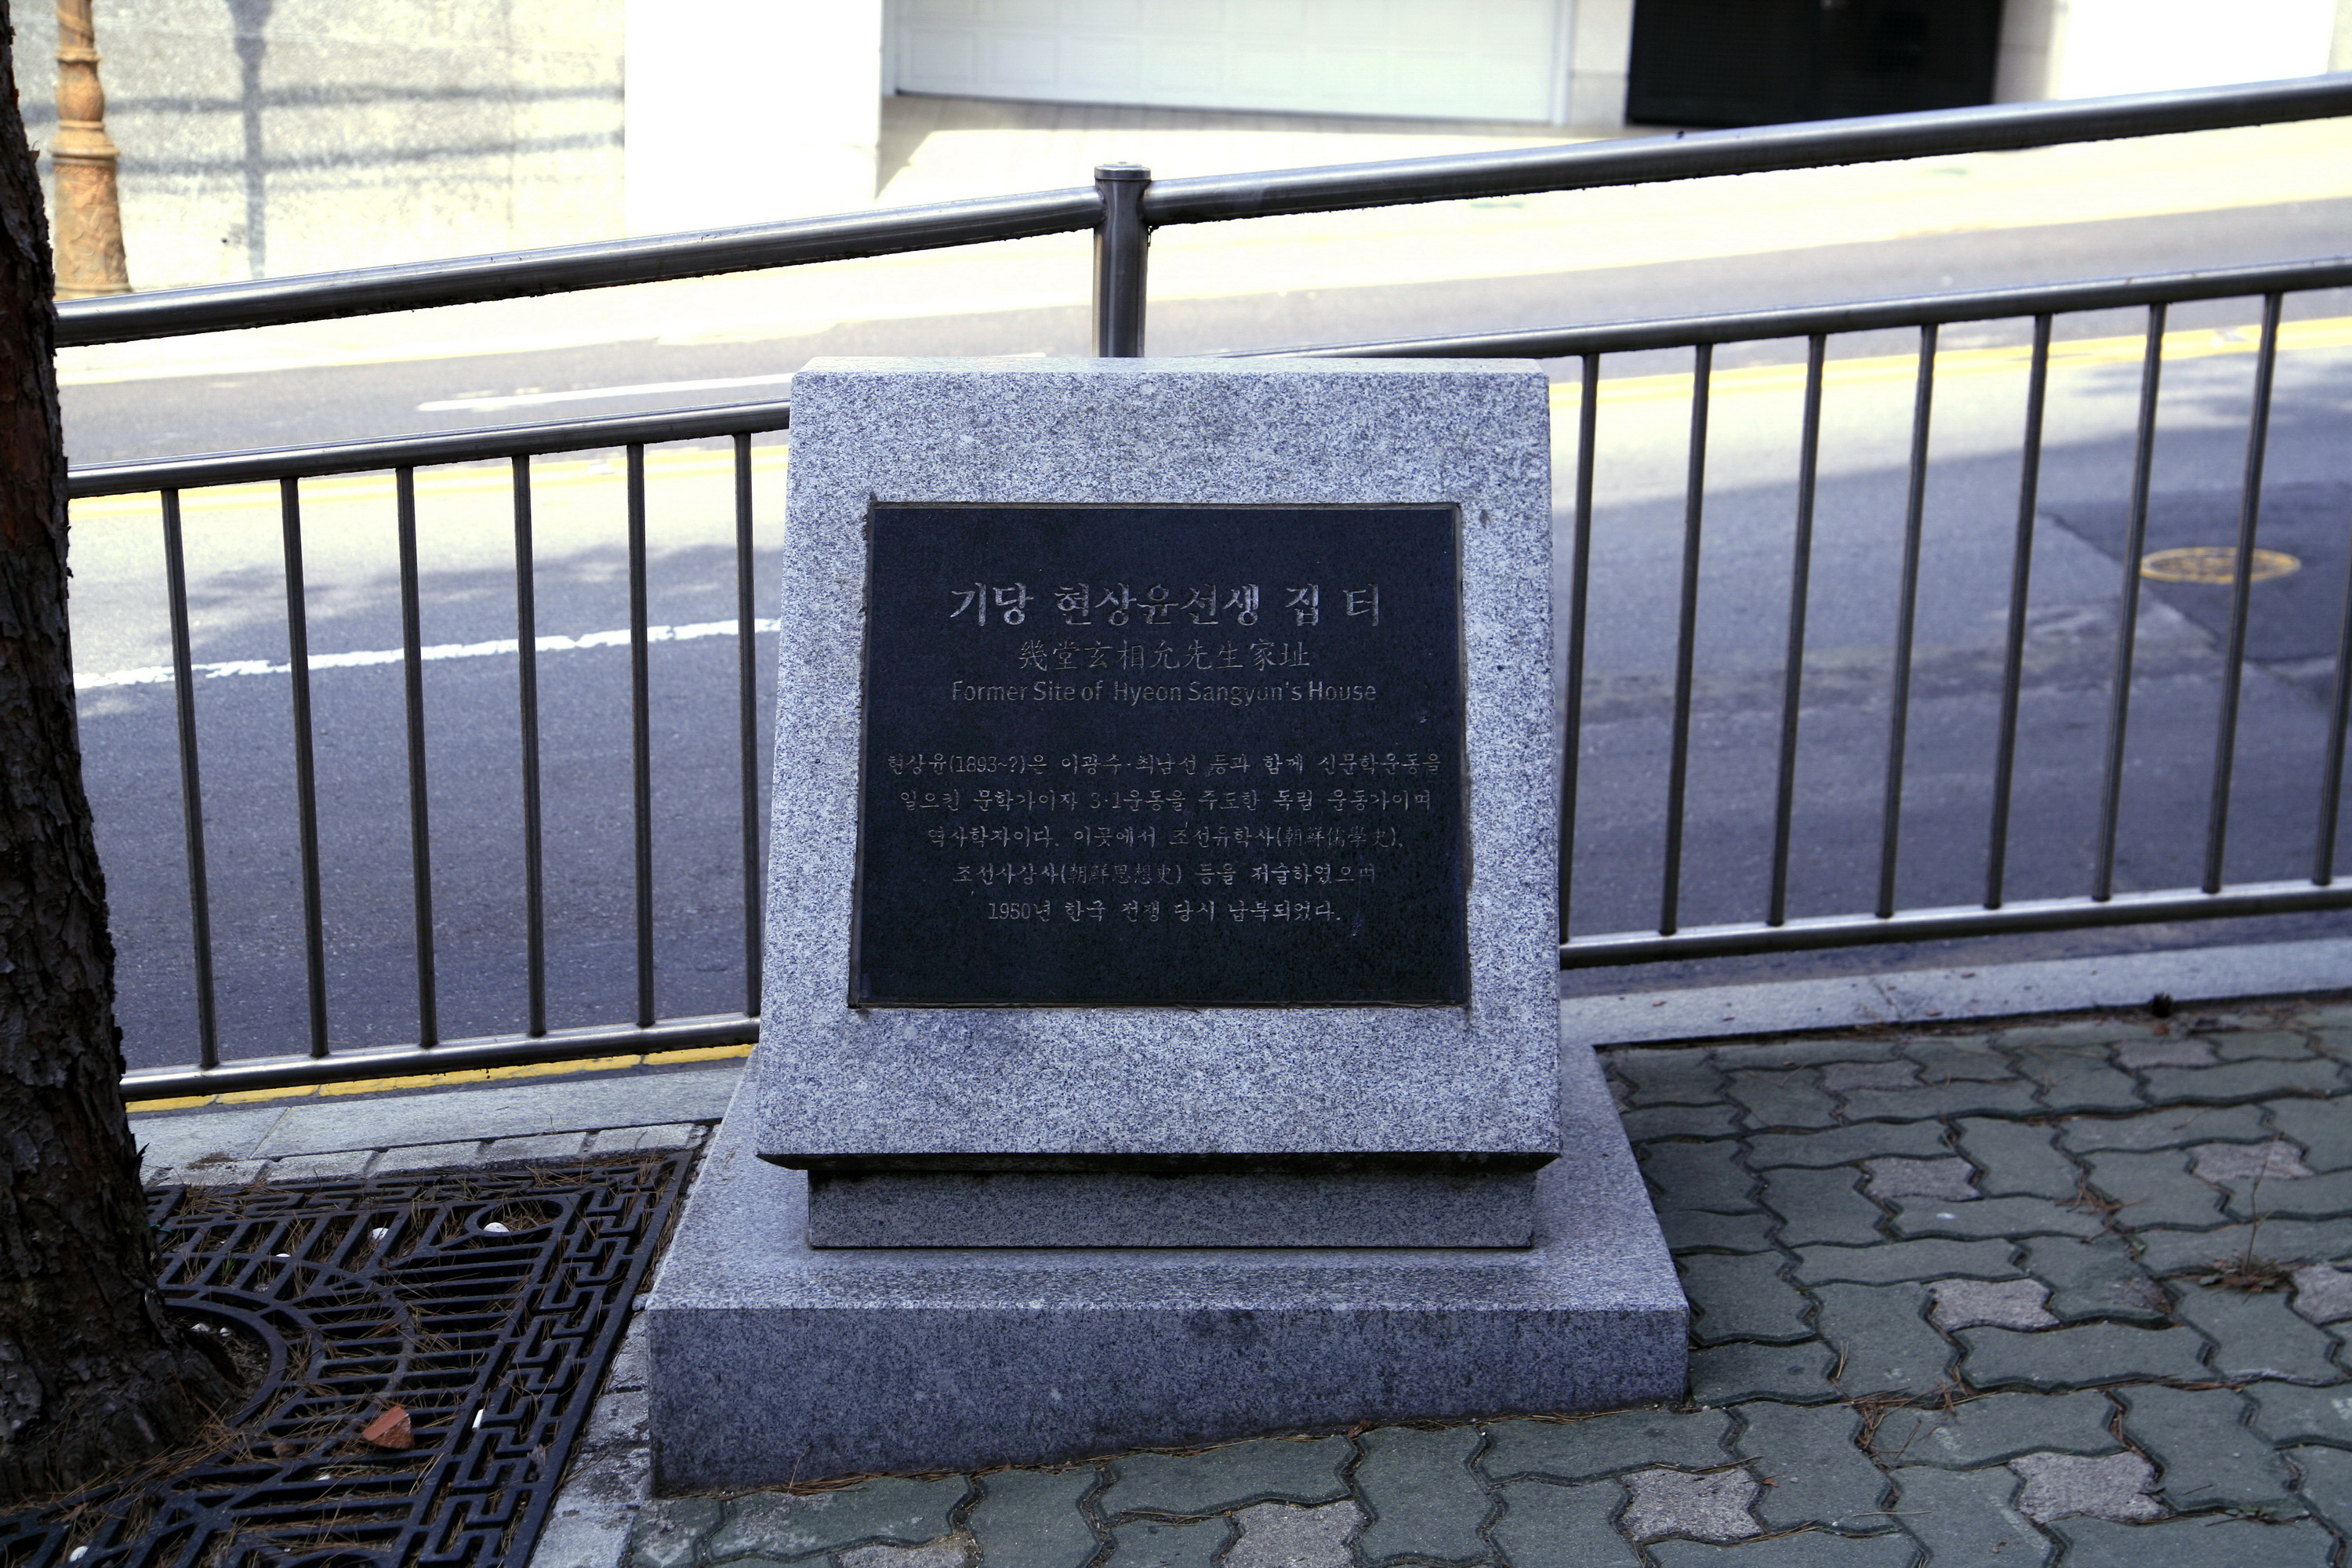 기당 현상윤선생 집 터
幾堂玄相允先生家址
Former Site of Hyeon Sangyun's House
현상윤(1893~?)은 이광수·최남선 등과 함께 신문학운동을
일으킨 문학가이자 3·1운동을 주도한 독립 운동가이며
역사학자이다. 이곳에서 조선유학사(朝鮮儒學史),
조선사상사(朝鮮思想史) 등을 저술하였으며
1950년 한국 전쟁 당시 납북되었다.